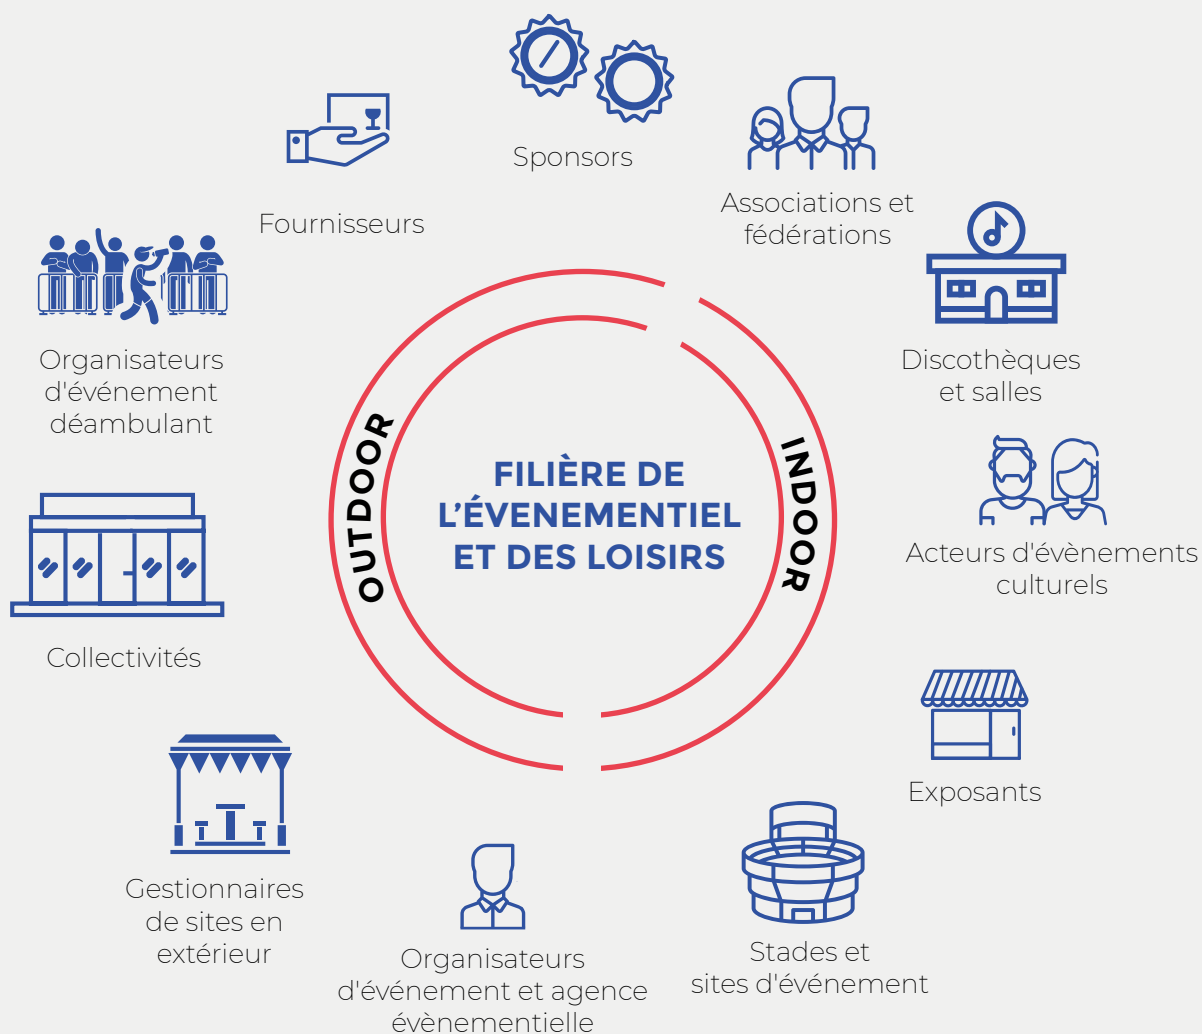 Sponsors
Associations et
fédérations
Fournisseurs
Discothèques
et salles
Organisateurs
d'événement
déambulant
OUTDOOR
INDOOR
FILIÈRE DE
L'ÉVENEMENTIEL
ET DES LOISIRS
Acteurs d'évènements
culturels
Collectivités
Exposants
Gestionnaires
de sites en
extérieur
Stades et
sites d'événement
Organisateurs
d'événement et agence
évènementielle